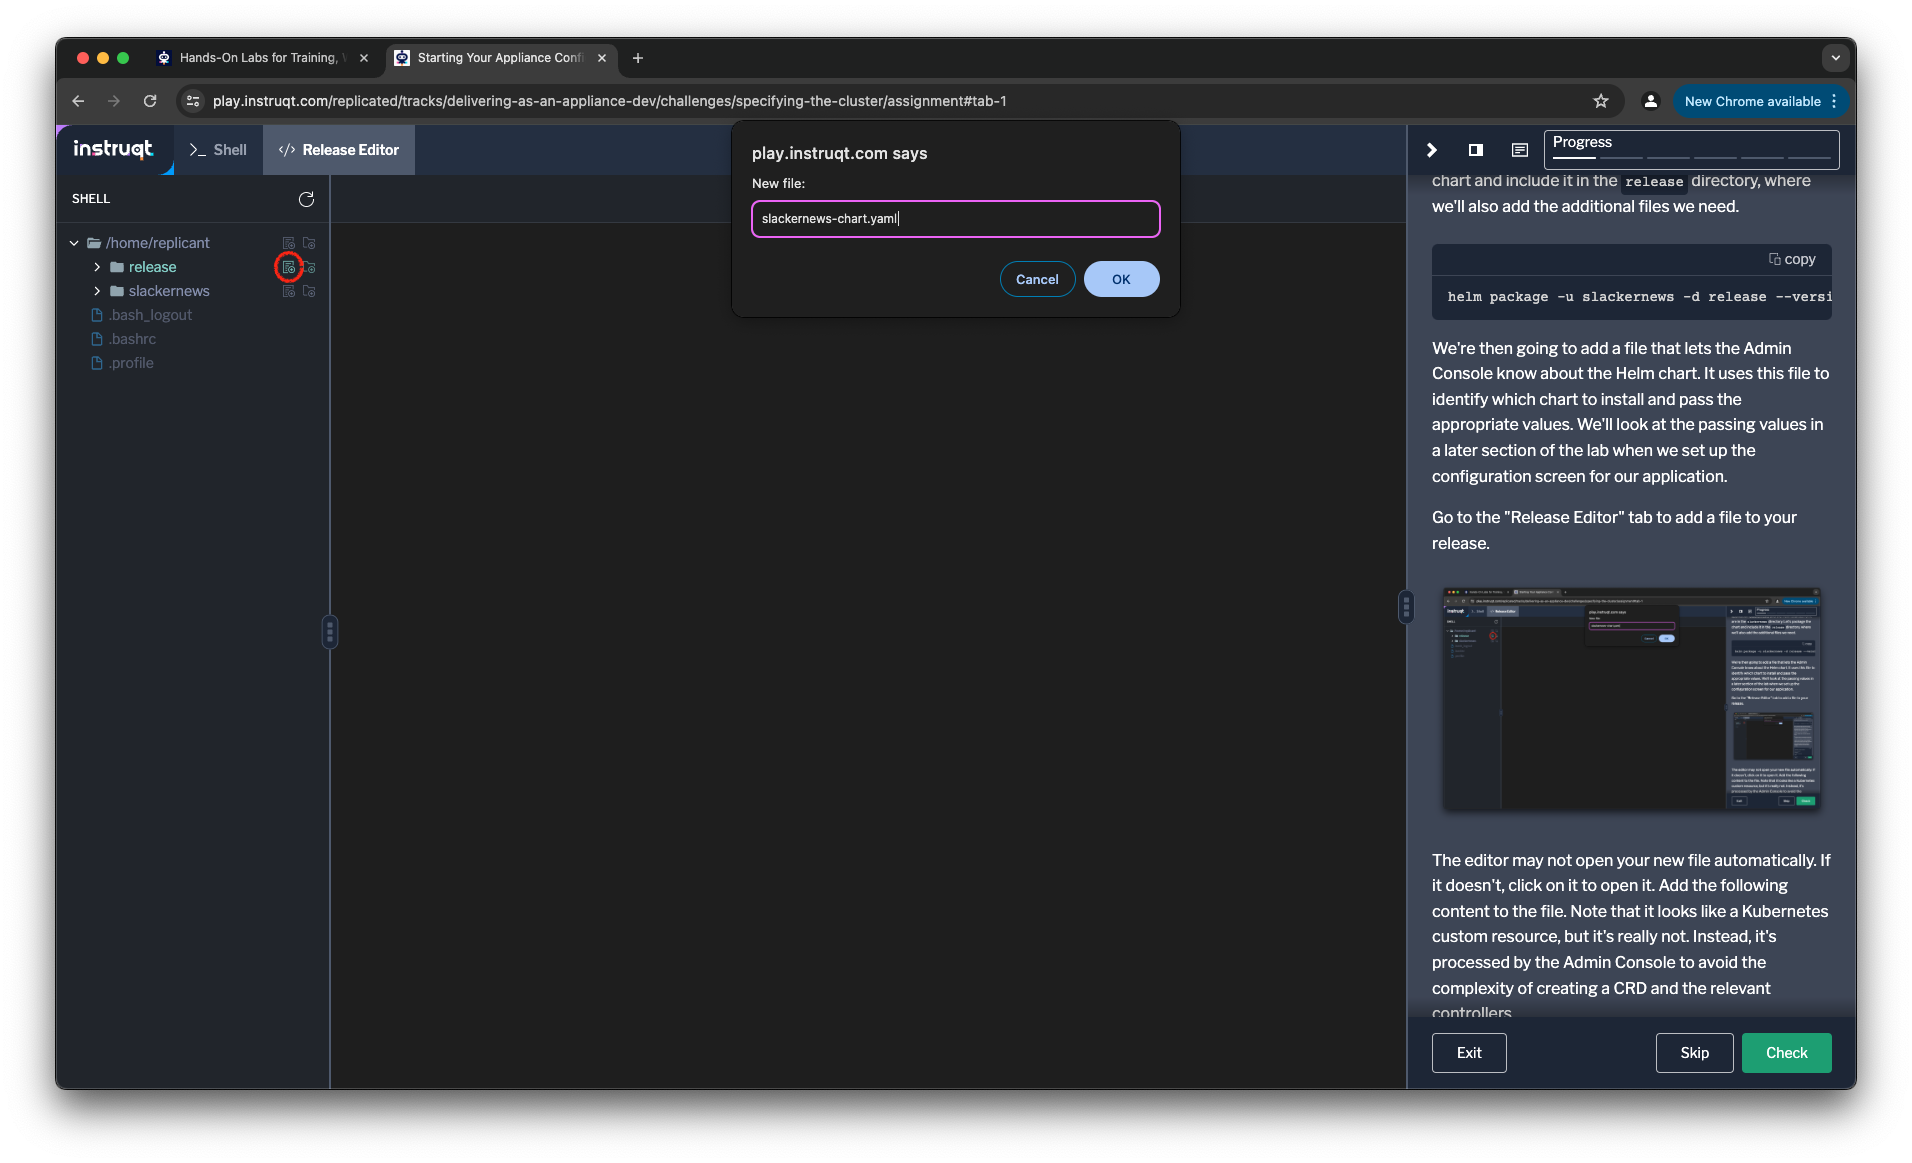 Hands-On Labs for Training,
Starting Your Appliance Confi
play.instruqt.com/replicated/tracks/delivering-as-an-appliance-dev/challenges/specifying-the-cluster/assignment#tab-1
New Chrome available
instruqt
>_ Shell
</> Release Editor
SHELL
/home/replicant
release
slackernews
.bash_logout
.bashrc
.profile
play.instruqt.com says
New file:
slackernews-chart.yaml
Cancel
OK
Progress
chart and include it in the release directory, where
we'll also add the additional files we need.
copy
helm package -u slackernews -d release --versi
We're then going to add a file that lets the Admin
Console know about the Helm chart. It uses this file to
identify which chart to install and pass the
appropriate values. We'll look at the passing values in
a later section of the lab when we set up the
configuration screen for our application.
Go to the "Release Editor" tab to add a file to your
release.
The editor may not open your new file automatically. If
it doesn't, click on it to open it. Add the following
content to the file. Note that it looks like a Kubernetes
custom resource, but it's really not. Instead, it's
processed by the Admin Console to avoid the
complexity of creating a CRD and the relevant
controllers
Exit
Skip
Check